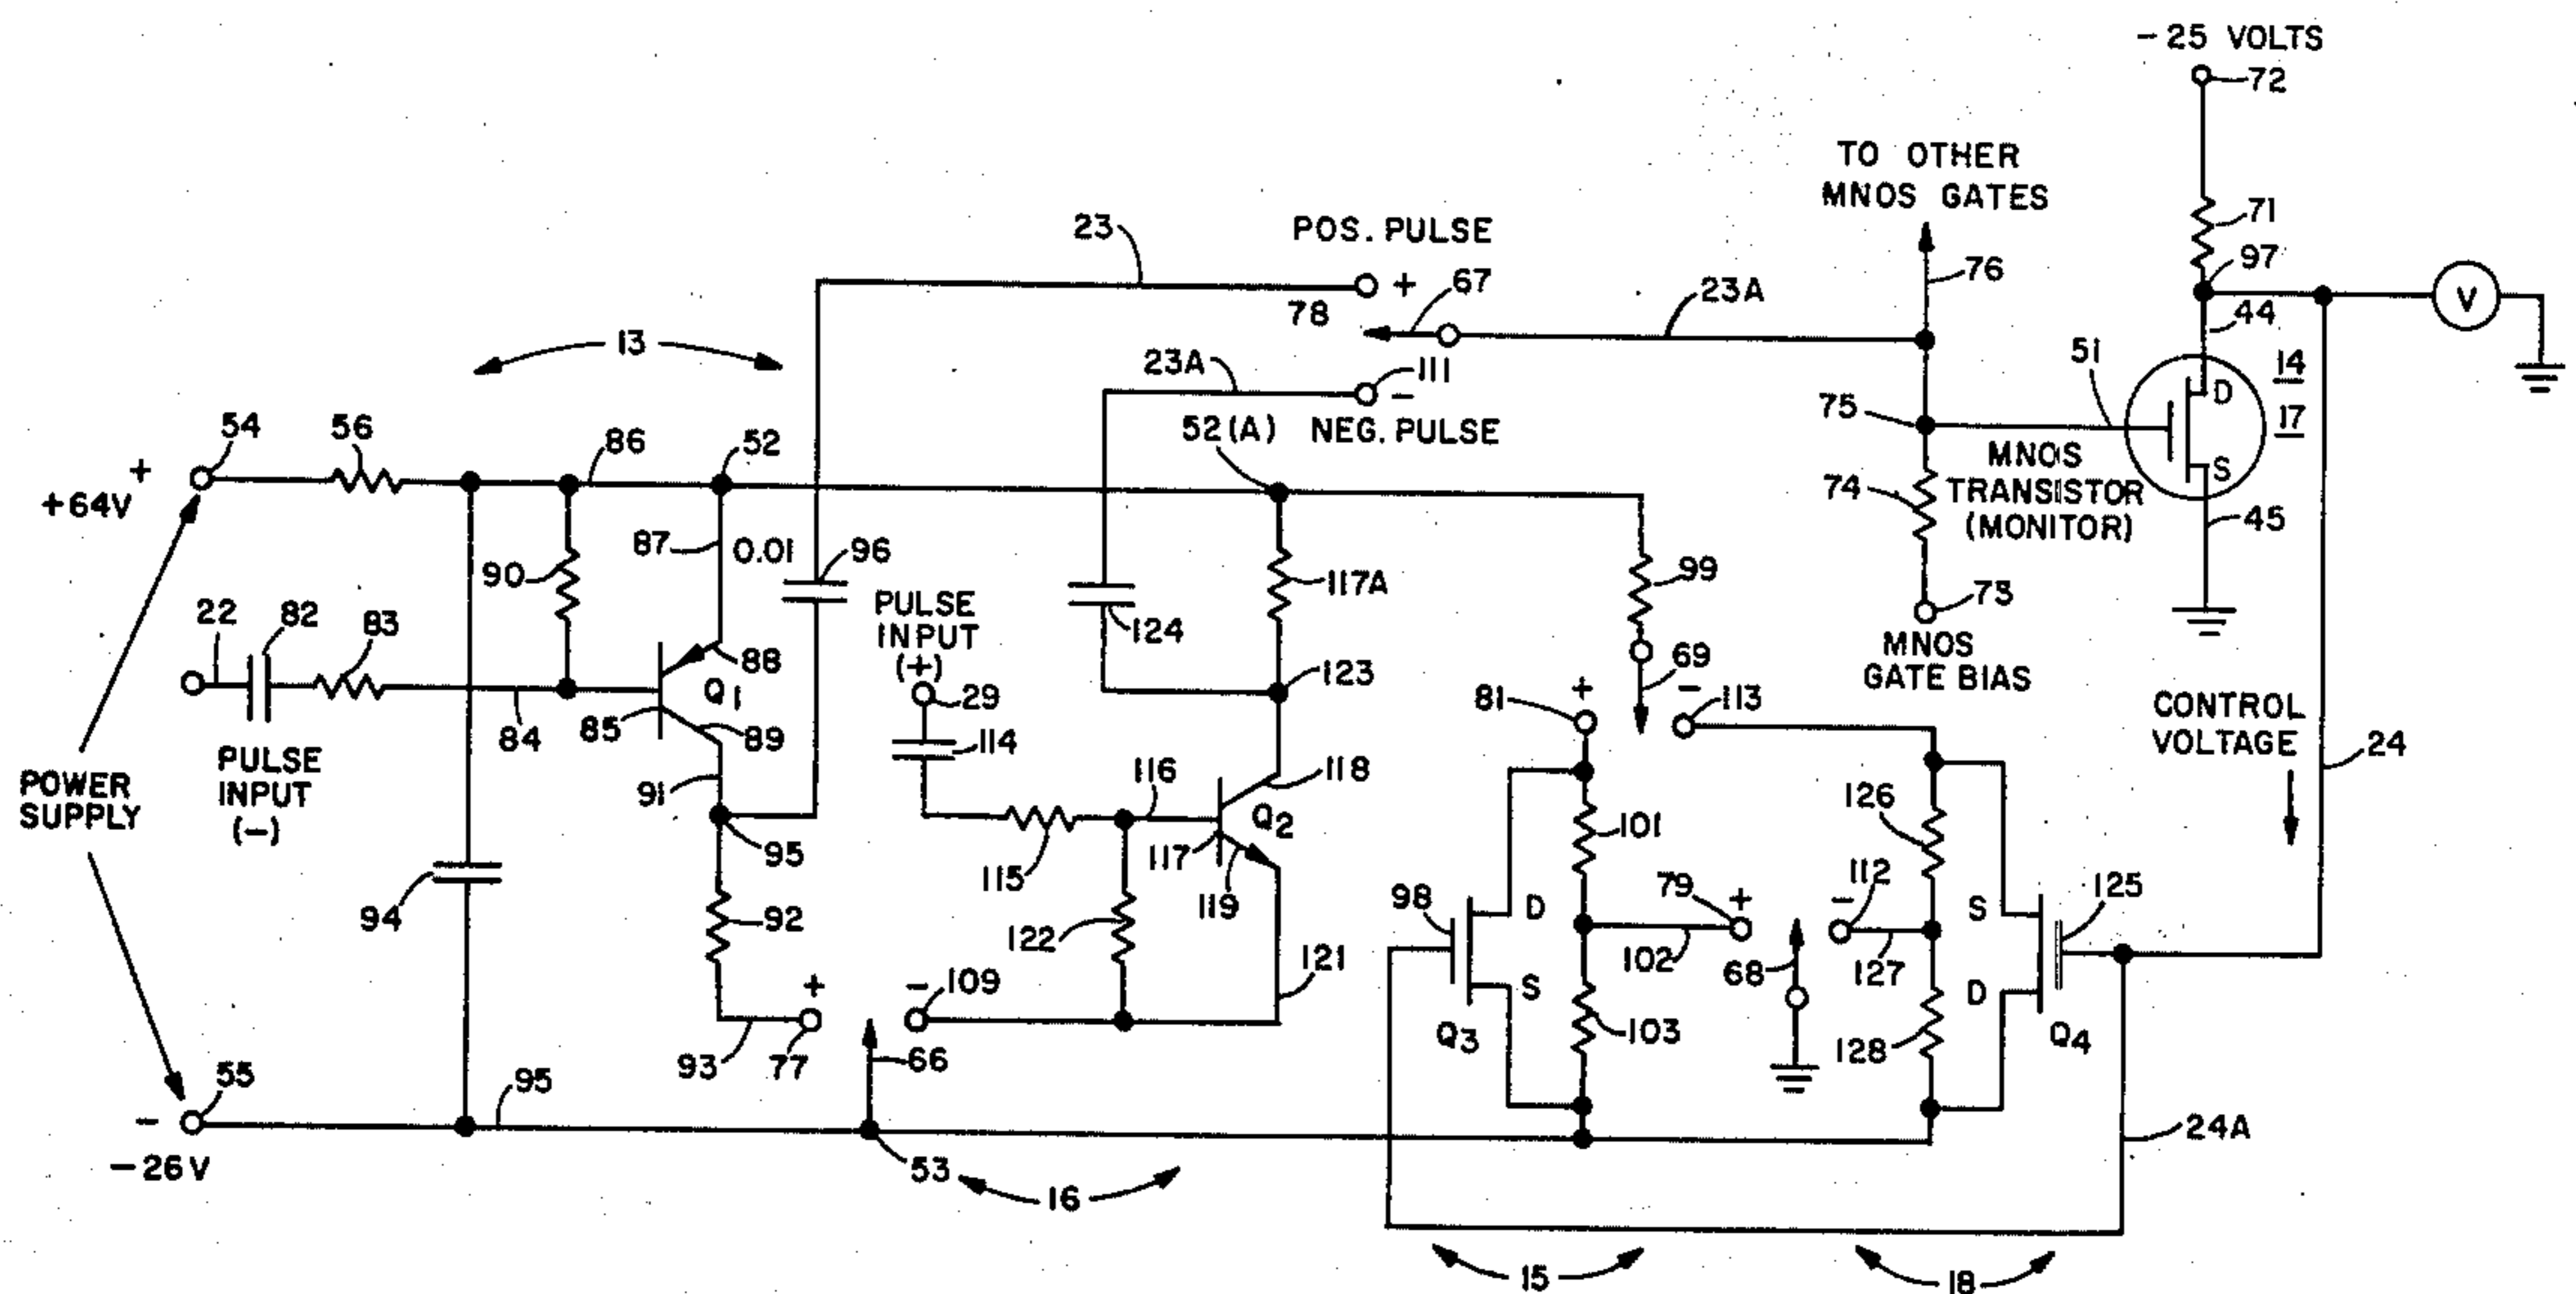 -25 VOLTS
72
TO OTHER
MNOS GATES
71
97
76
23
POS. PULSE
+
67
78
23A
V
44
13
23A
111
-
51
14
D
17
75
52(A)
NEG. PULSE
54
56
86
52
+
+64V
MNOS
TRANSISTOR
(MONITOR)
S
74
45
87
0.01
96
90
117A
99
PULSE
INPUT
(+)
124
73
MNOS
GATE BIAS
22
82
83
88
Q1
29
123
69
+
-
81
113
84
85
89
114
CONTROL
VOLTAGE
24
PULSE
INPUT
(-)
POWER
SUPPLY
91
116
118
Q2
101
126
95
115
117
119
79
+
-
112
125
94
92
98
D
S
122
102
68
127
121
S
D
+
-
109
Q3
103
128
Q4
93
77
66
55
95
-
-26V
53
16
24A
15
18